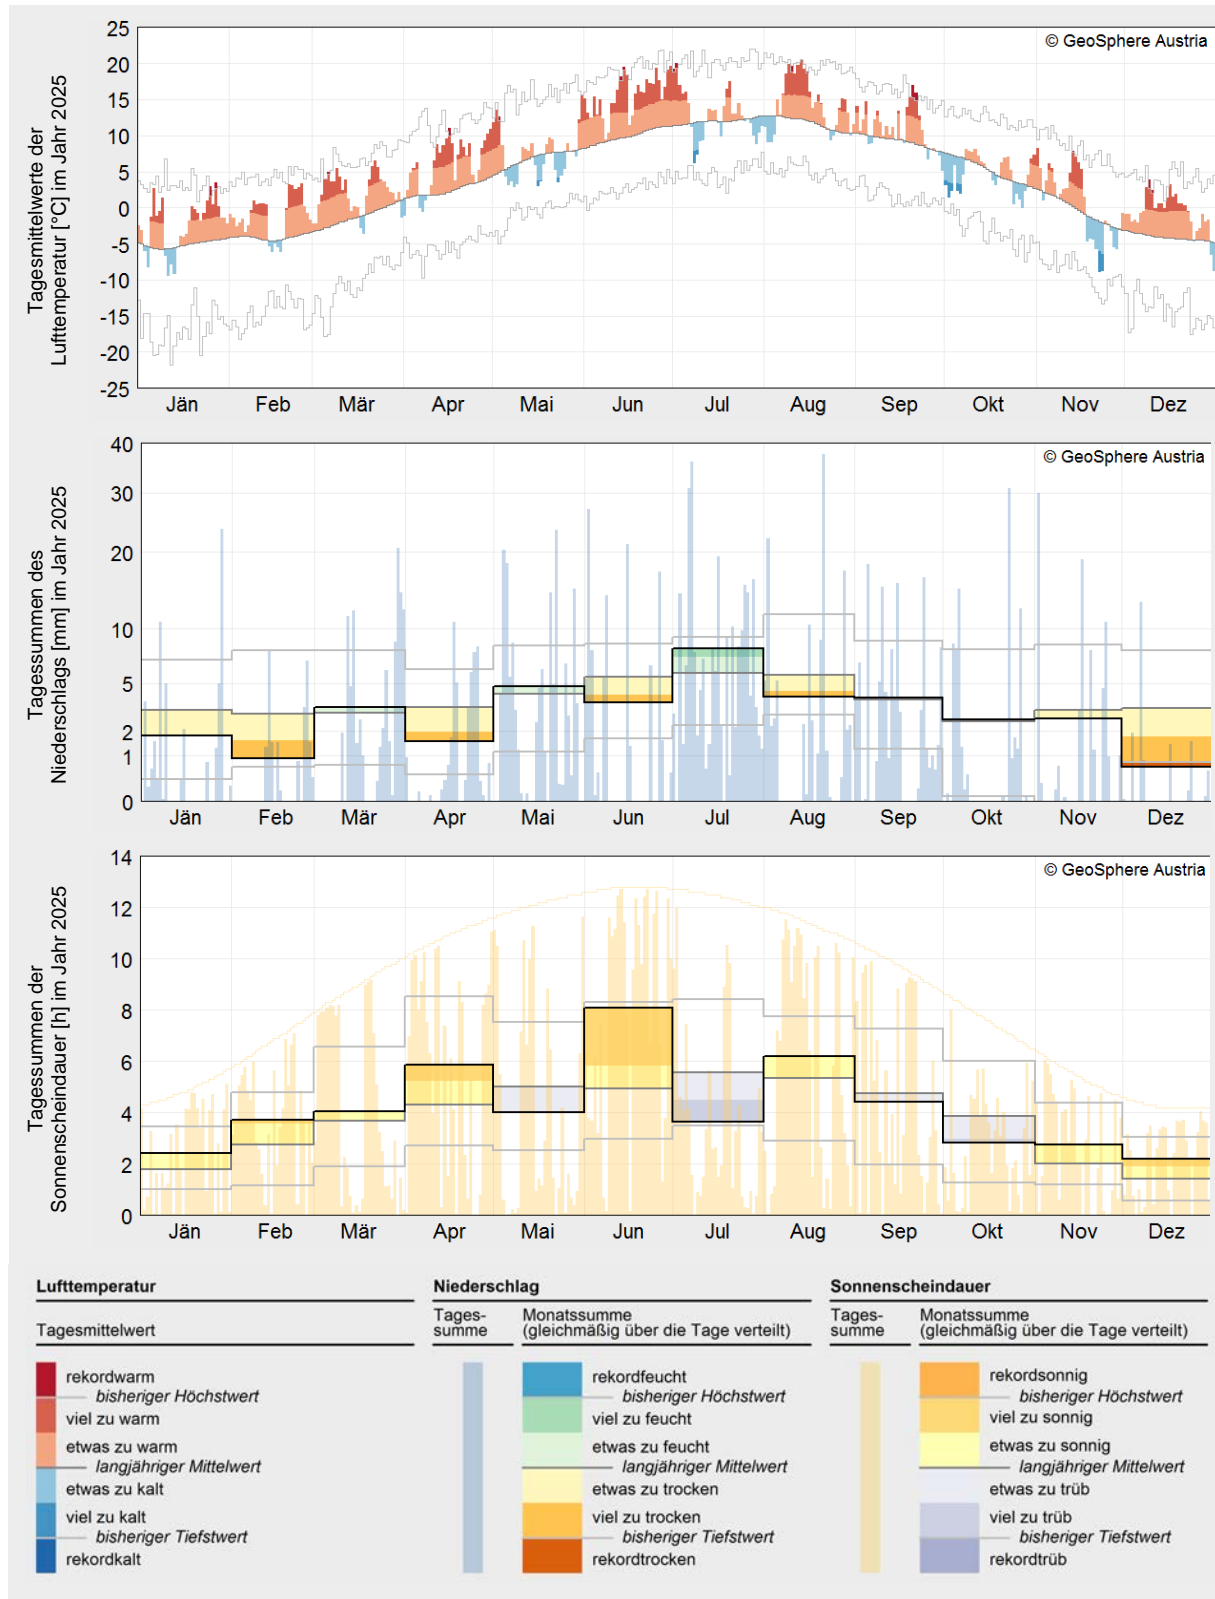 Tagesmittelwerte der
Lufttemperatur [°C] im Jahr 2025
© GeoSphere Austria
25
20
15
10
5
0
-5
-10
-15
-20
-25
Jän Feb Mär Apr Mai Jun Jul Aug Sep Okt Nov Dez
Tagessummen des
Niederschlags [mm] im Jahr 2025
© GeoSphere Austria
40
30
20
10
5
2
1
0
Jän Feb Mär Apr Mai Jun Jul Aug Sep Okt Nov Dez
Tagessummen der
Sonnenscheindauer [h] im Jahr 2025
© GeoSphere Austria
14
12
10
8
6
4
2
0
Jän Feb Mär Apr Mai Jun Jul Aug Sep Okt Nov Dez
Lufttemperatur
Tagesmittelwert
rekordwarm
bisheriger Höchstwert
viel zu warm
etwas zu warm
langjähriger Mittelwert
etwas zu kalt
viel zu kalt
bisheriger Tiefstwert
rekordkalt
Niederschlag
Tages-
summe
Monatssumme
(gleichmäßig über die Tage verteilt)
rekordfeucht
bisheriger Höchstwert
viel zu feucht
etwas zu feucht
langjähriger Mittelwert
etwas zu trocken
viel zu trocken
bisheriger Tiefstwert
rekordtrocken
Sonnenscheindauer
Tages-
summe
Monatssumme
(gleichmäßig über die Tage verteilt)
rekordsonnig
bisheriger Höchstwert
viel zu sonnig
etwas zu sonnig
langjähriger Mittelwert
etwas zu trüb
viel zu trüb
bisheriger Tiefstwert
rekordtrüb